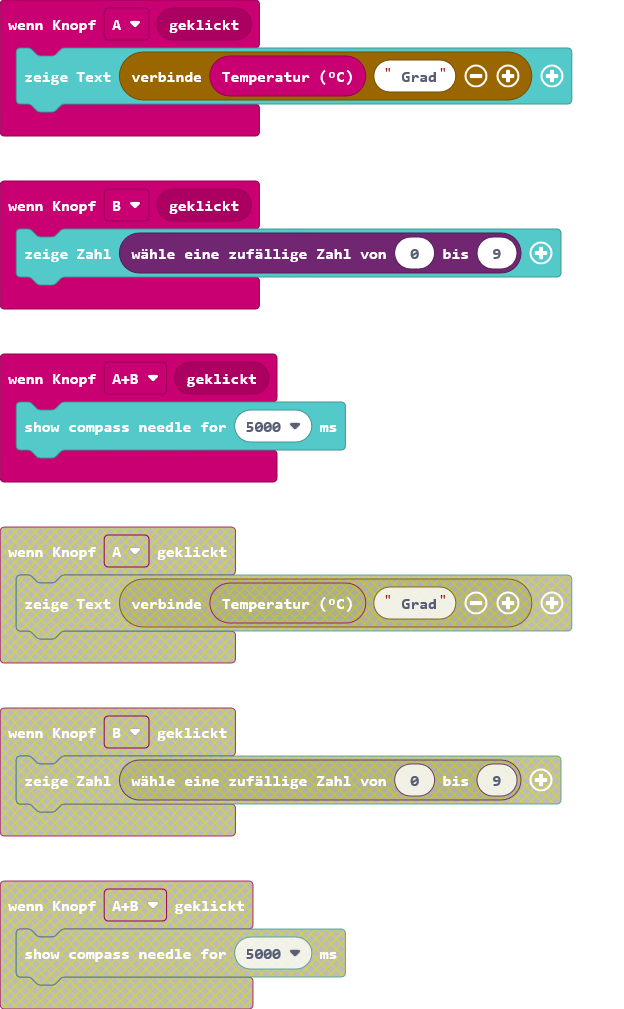 wenn Knopf A geklickt
zeige Text verbinde Temperatur (ºC) " Grad"
wenn Knopf B geklickt
zeige Zahl wähle eine zufällige Zahl von 0 bis 9
wenn Knopf A+B geklickt
show compass needle for 5000 ms
wenn Knopf A geklickt
zeige Text verbinde Temperatur (ºC) " Grad"
wenn Knopf B geklickt
zeige Zahl wähle eine zufällige Zahl von 0 bis 9
wenn Knopf A+B geklickt
show compass needle for 5000 ms